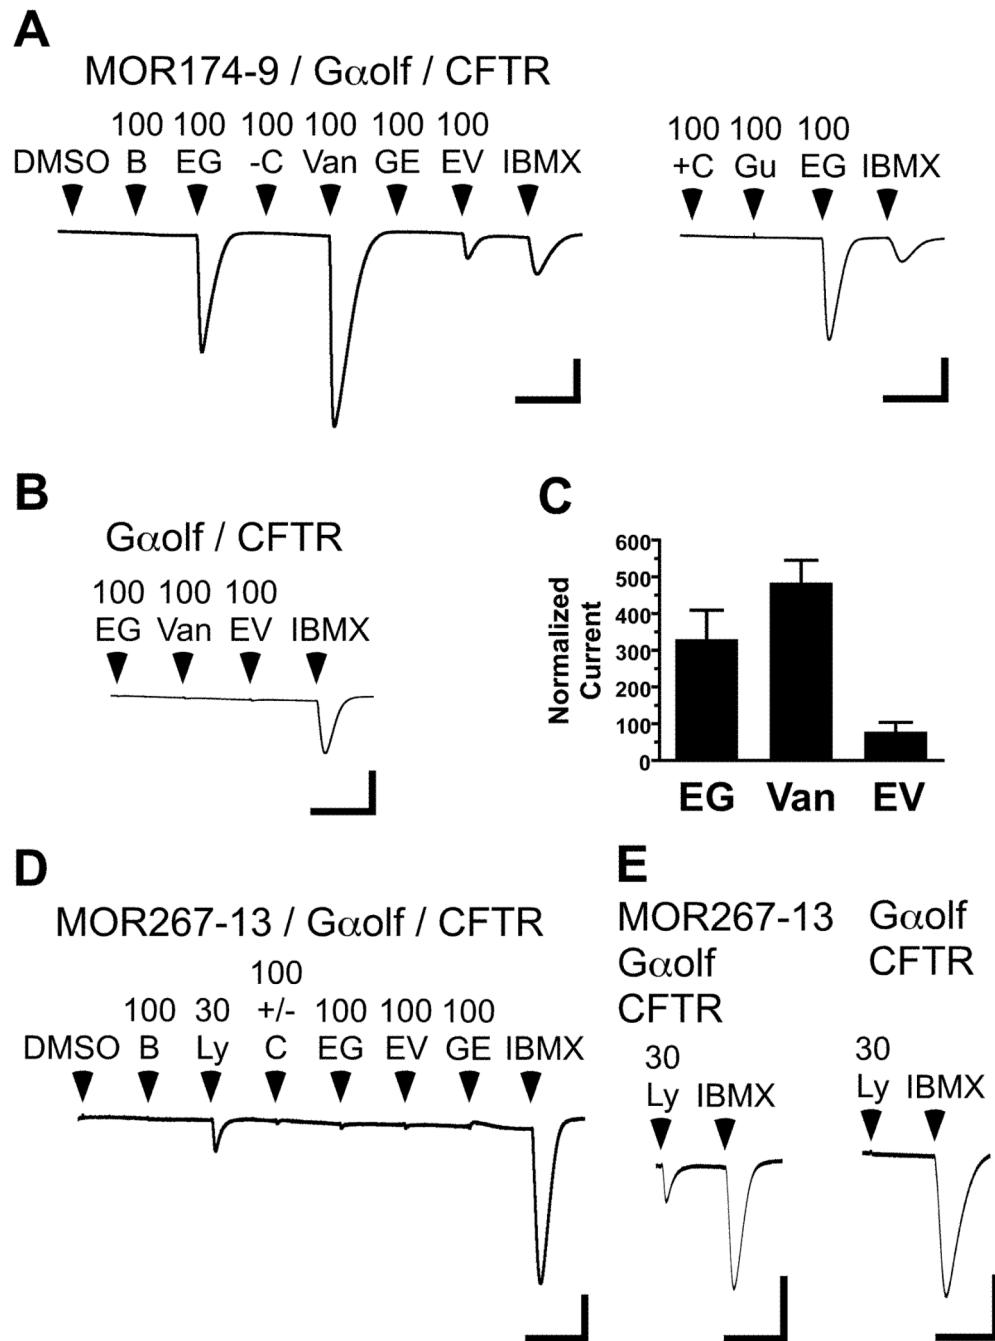 A
MOR174-9 / Gαolf / CFTR
100 100 100 100 100 100
DMSO B EG -C Van GE EV IBMX
100 100 100
+C Gu EG IBMX
B
Gαolf / CFTR
100 100 100
EG Van EV IBMX
C
Normalized
Current
600
500
400
300
200
100
0
EG Van EV
D
MOR267-13 / Gαolf / CFTR
100
100 30 +/- 100 100 100
DMSO B Ly C EG EV GE IBMX
E
MOR267-13
Gαolf
CFTR
30
Ly IBMX
Gαolf
CFTR
30
Ly IBMX